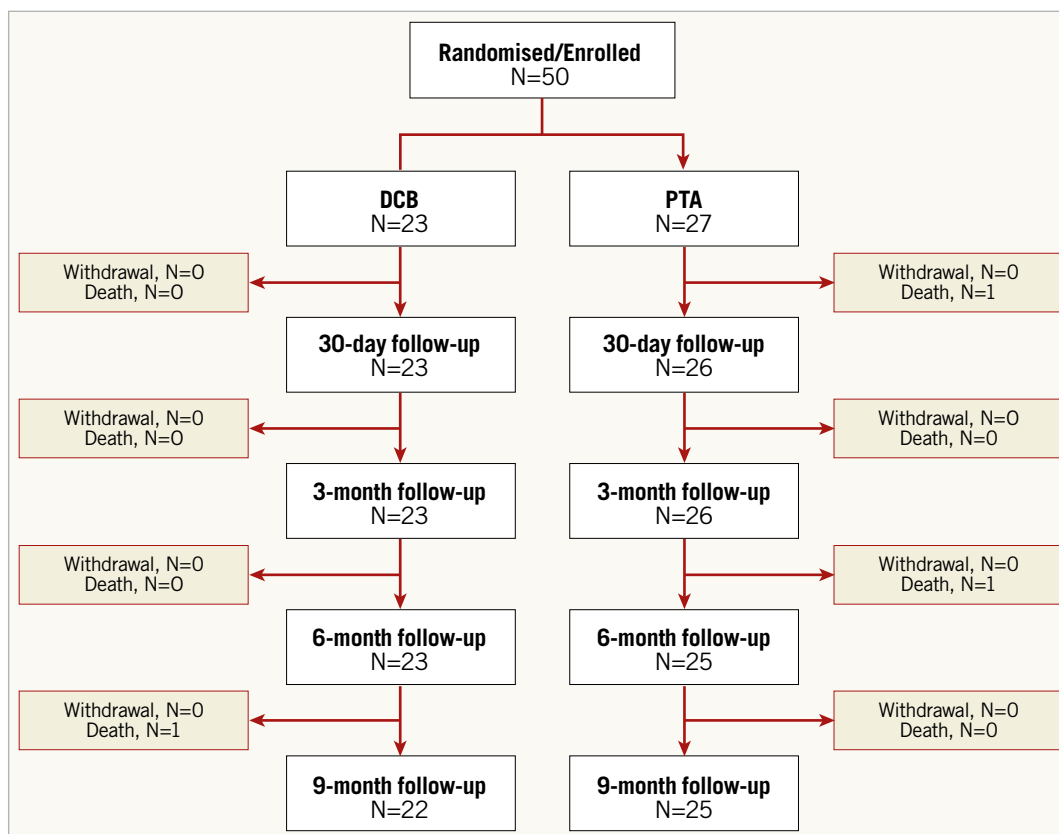 Randomised/Enrolled
N=50
DCB
N=23
PTA
N=27
Withdrawal, N=0
Death, N=0
Withdrawal, N=0
Death, N=1
30-day follow-up
N=23
30-day follow-up
N=26
Withdrawal, N=0
Death, N=0
Withdrawal, N=0
Death, N=0
3-month follow-up
N=23
3-month follow-up
N=26
Withdrawal, N=0
Death, N=0
Withdrawal, N=0
Death, N=1
6-month follow-up
N=23
6-month follow-up
N=25
Withdrawal, N=0
Death, N=1
Withdrawal, N=0
Death, N=0
9-month follow-up
N=22
9-month follow-up
N=25